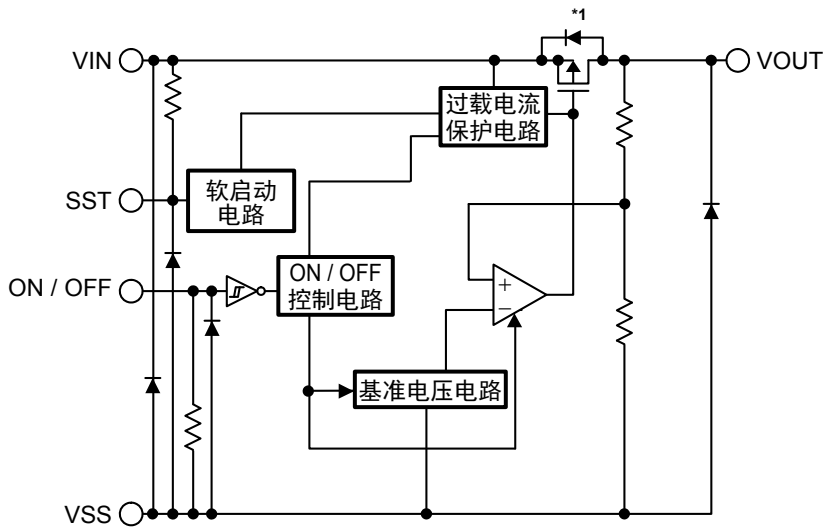 *1
VIN
VOUT
过载电流
保护电路
SST
软启动
电路
ON / OFF
ON / OFF
控制电路
+
−
基准电压电路
VSS